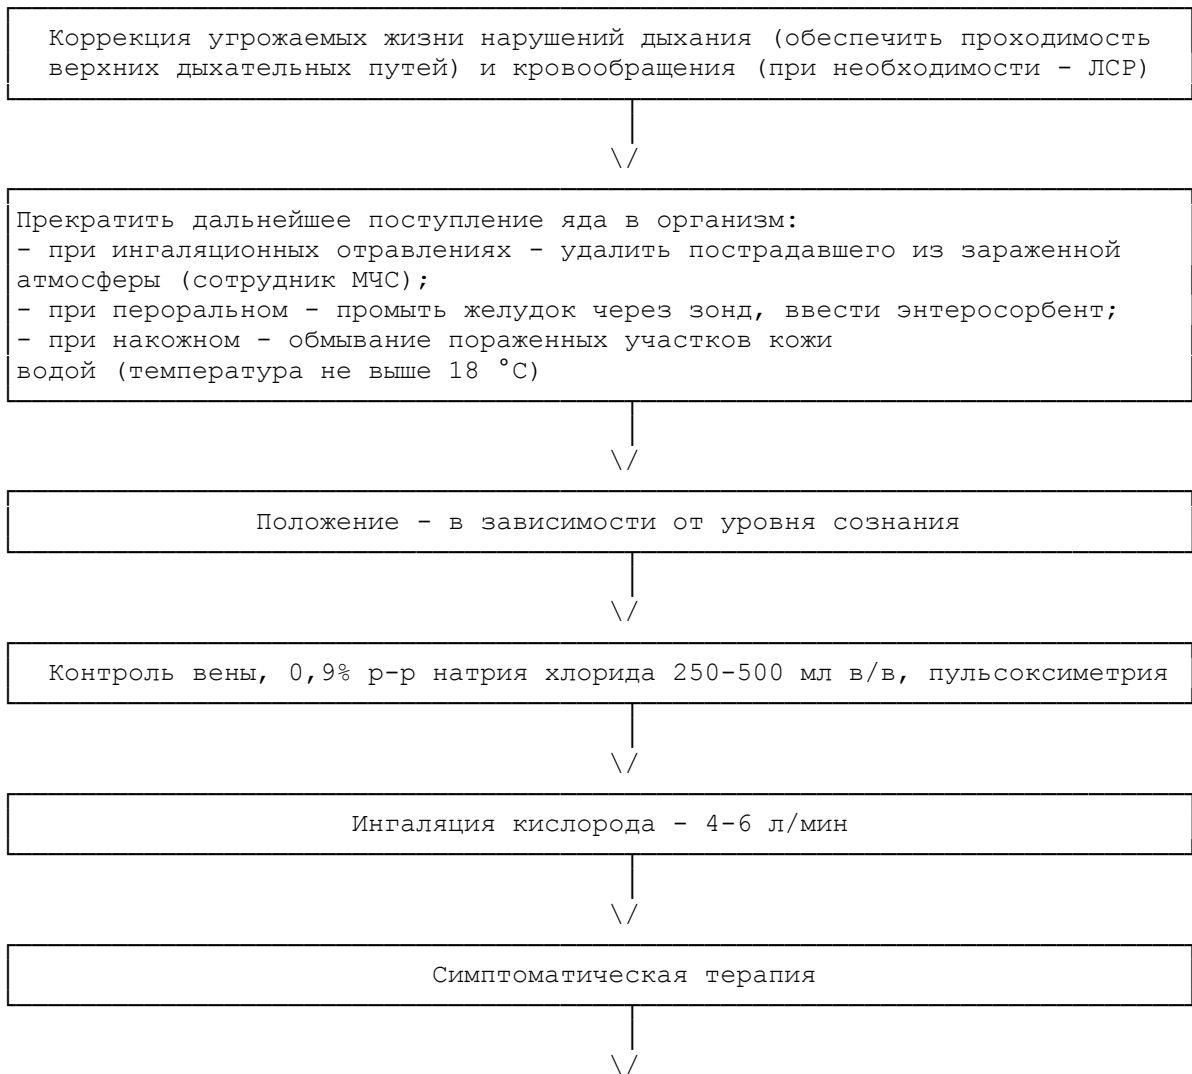 Коррекция угрожаемых жизни нарушений дыхания (обеспечить проходимость
верхних дыхательных путей) и кровообращения (при необходимости - ЛСР)
Прекратить дальнейшее поступление яда в организм:
- при ингаляционных отравлениях - удалить пострадавшего из зараженной
атмосферы (сотрудник МЧС);
- при пероральном - промыть желудок через зонд, ввести энтеросорбент;
- при накожном - обмывание пораженных участков кожи
водой (температура не выше 18 °C)
Положение - в зависимости от уровня сознания
Контроль вены, 0,9% р-р натрия хлорида 250-500 мл в/в, пульсоксиметрия
Ингаляция кислорода - 4-6 л/мин
Симптоматическая терапия